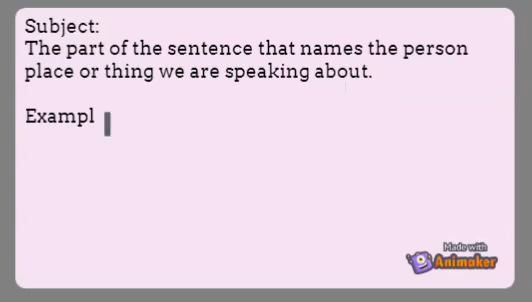 Subject:
The part of the sentence that names the person
place or thing we are speaking about.
Exampl
Made with
Animaker